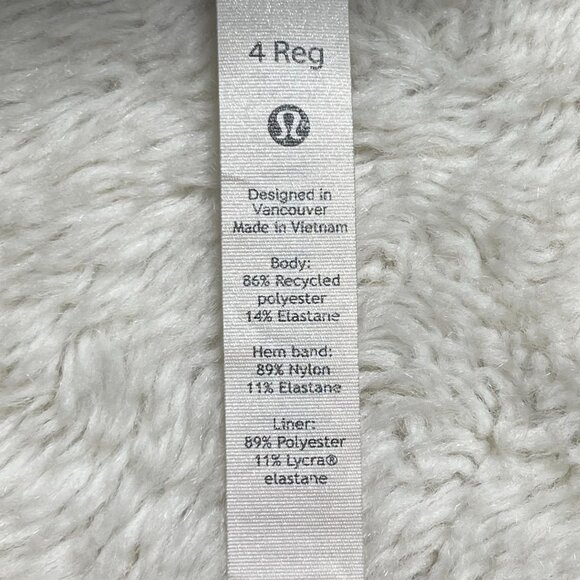 4 Reg
Designed in
Vancouver
Made in Vietnam
Body:
86% Recycled
polyester
14% Elastane
Hem band:
89% Nylon
11% Elastane
Liner:
89% Polyester
11% Lycra®
elastane